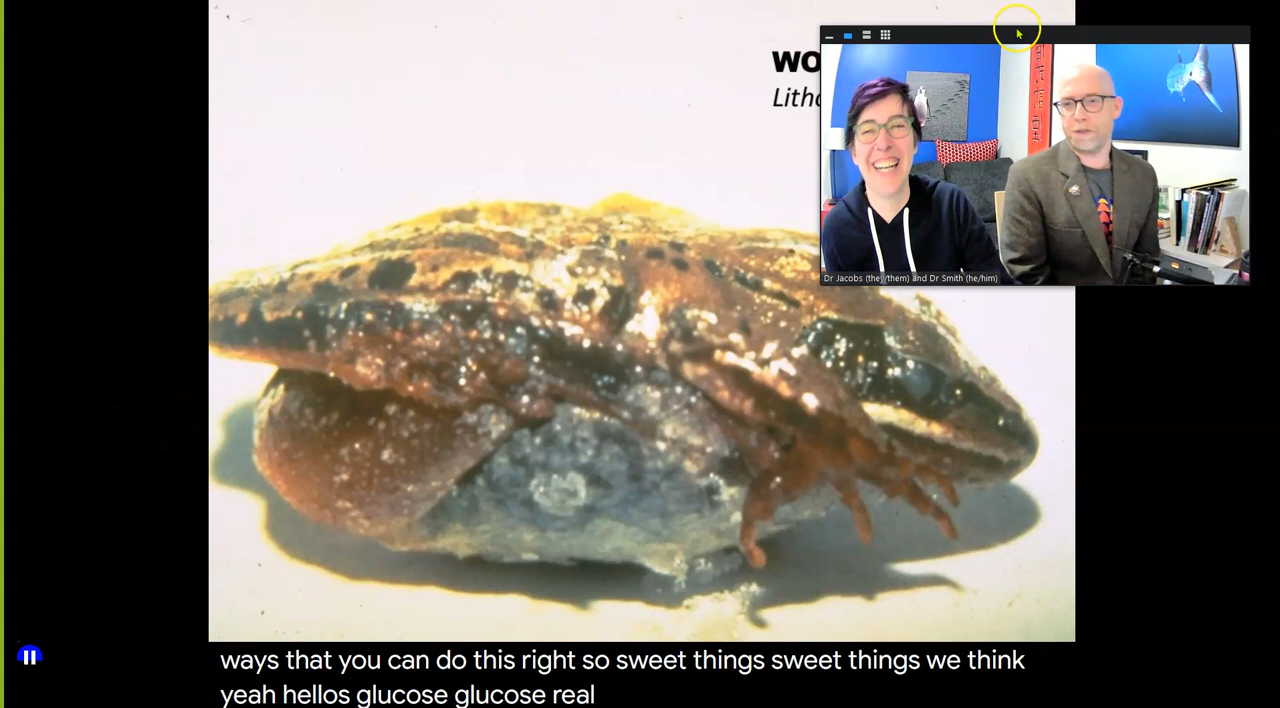 WO
Litho
Dr Jacobs (they/them) and Dr Smith (he/him)
ways that you can do this right so sweet things sweet things we think
yeah hellos glucose glucose real